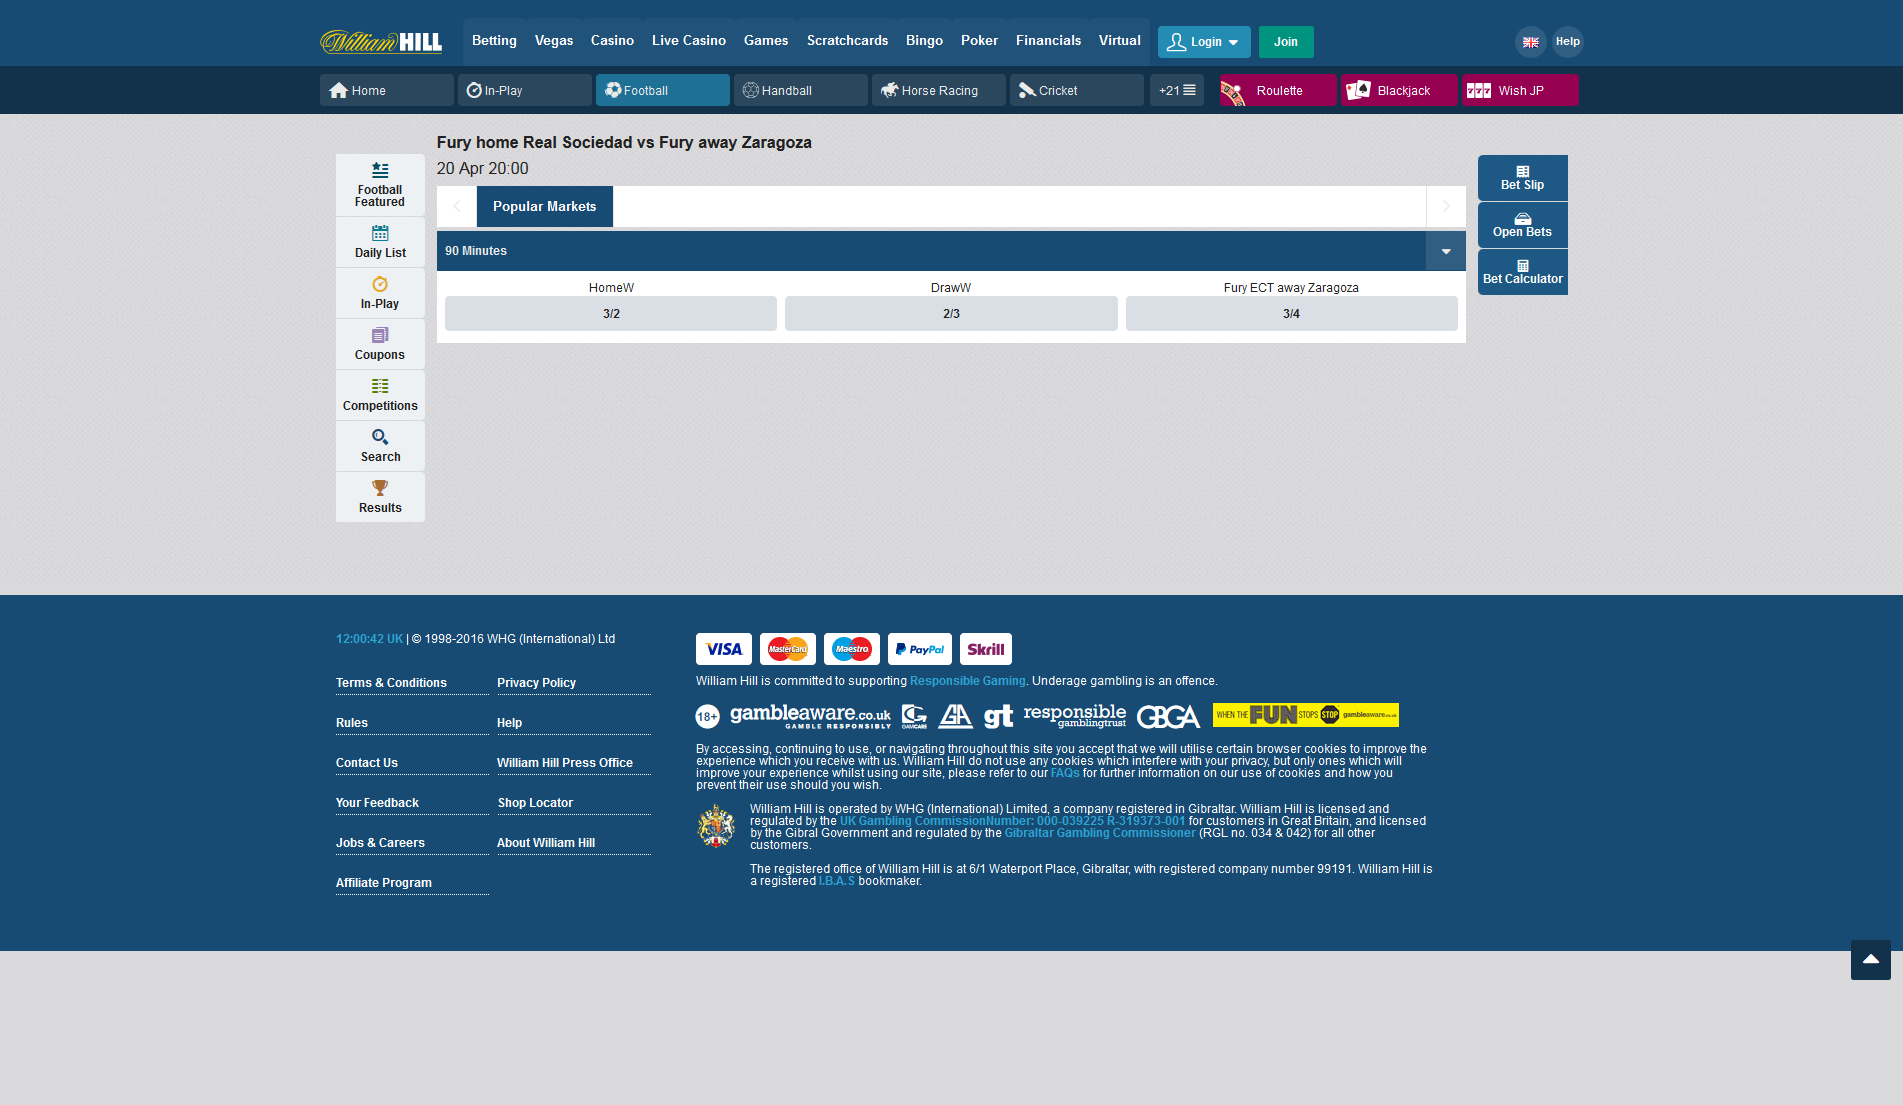 William HILL
Betting Vegas Casino Live Casino Games Scratchcards Bingo Poker Financials Virtual Login Join Help
Home In-Play Football Handball Horse Racing Cricket +21 Roulette Blackjack Wish JP
Fury home Real Sociedad vs Fury away Zaragoza
20 Apr 20:00
Football
Featured
Daily List
In-Play
Coupons
Competitions
Search
Results
Popular Markets
90 Minutes
HomeW DrawW Fury ECT away Zaragoza
3/2 2/3 3/4
Bet Slip
Open Bets
Bet Calculator
12:00:42 UK | © 1998-2016 WHG (International) Ltd
Terms & Conditions Privacy Policy
Rules Help
Contact Us William Hill Press Office
Your Feedback Shop Locator
Jobs & Careers About William Hill
Affiliate Program
VISA MasterCard Maestro PayPal Skrill
William Hill is committed to supporting Responsible Gaming. Underage gambling is an offence.
18+ gambleaware.co.uk GAMBLE RESPONSIBLY GAMCARE GA gt responsible gamblingtrust GBGA WHEN THE FUN STOPS STOP gambleaware.co.uk
By accessing, continuing to use, or navigating throughout this site you accept that we will utilise certain browser cookies to improve the
experience which you receive with us. William Hill do not use any cookies which interfere with your privacy, but only ones which will
improve your experience whilst using our site, please refer to our FAQs for further information on our use of cookies and how you
prevent their use should you wish.
William Hill is operated by WHG (International) Limited, a company registered in Gibraltar. William Hill is licensed and
regulated by the UK Gambling CommissionNumber: 000-039225 R-319373-001 for customers in Great Britain, and licensed
by the Gibral Government and regulated by the Gibraltar Gambling Commissioner (RGL no. 034 & 042) for all other
customers.
The registered office of William Hill is at 6/1 Waterport Place, Gibraltar, with registered company number 99191. William Hill is
a registered I.B.A.S bookmaker.